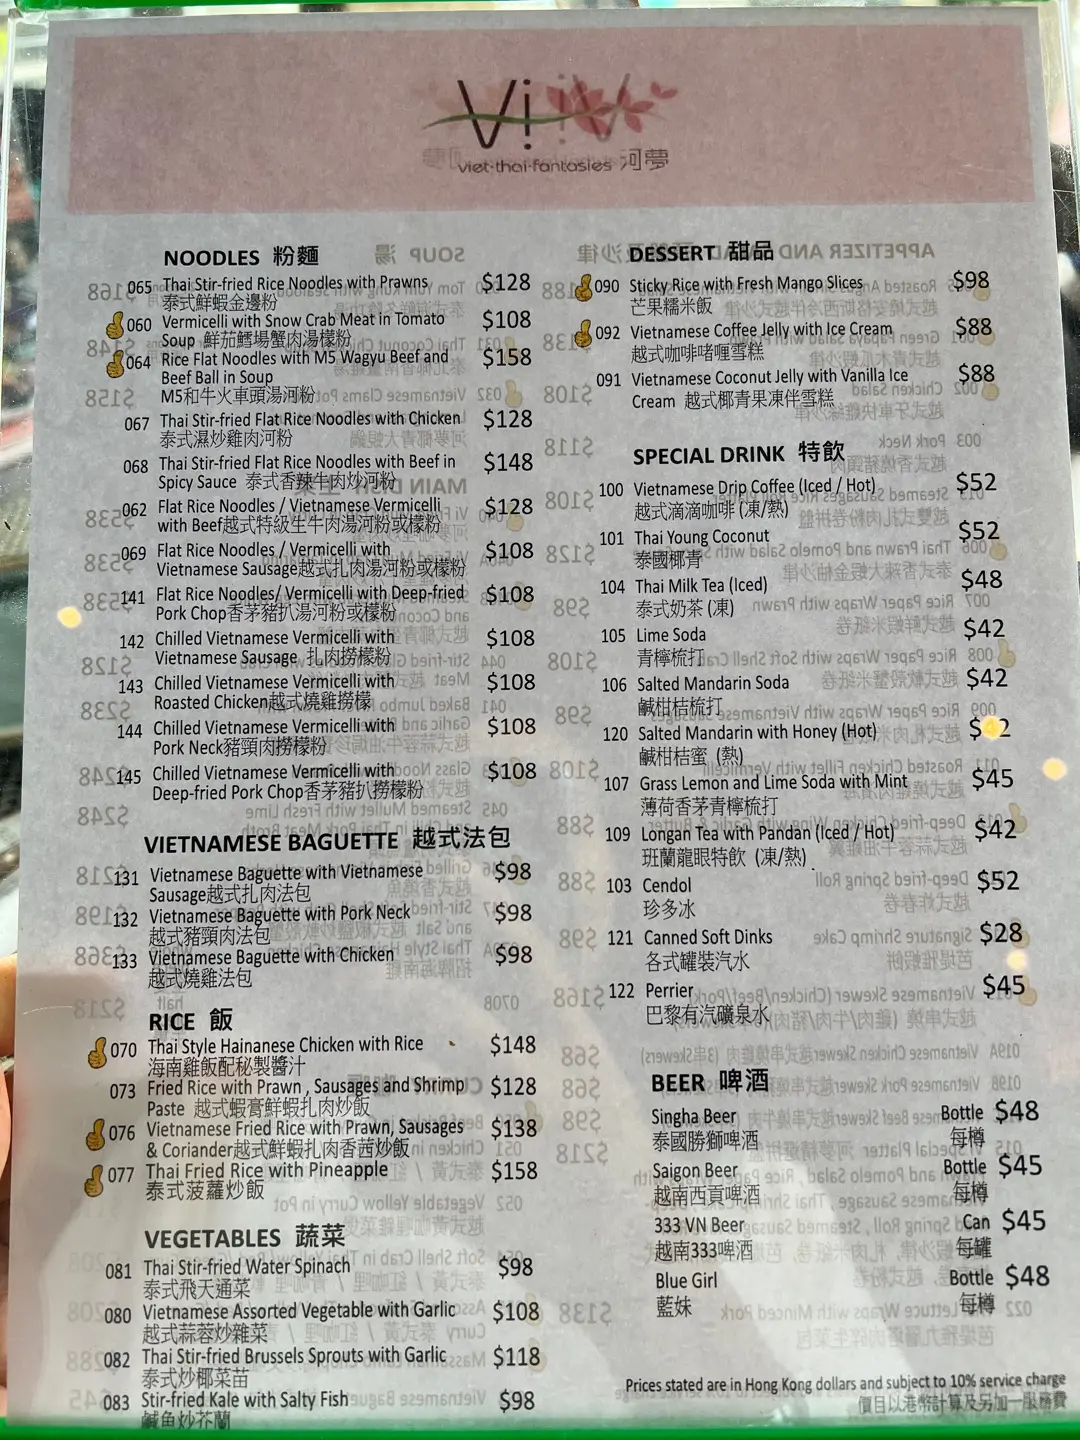 Vi
viet-thai-fantasies 河夢
NOODLES 粉麵
065 Thai Stir-fried Rice Noodles with Prawns $128
泰式鮮蝦金邊粉
060 Vermicelli with Snow Crab Meat in Tomato $108
Soup 鮮茄鱈場蟹肉湯檬粉
064 Rice Flat Noodles with M5 Wagyu Beef and $158
Beef Ball in Soup
M5和牛火車頭湯河粉
067 Thai Stir-fried Flat Rice Noodles with Chicken $128
泰式濕炒雞肉河粉
068 Thai Stir-fried Flat Rice Noodles with Beef in $148
Spicy Sauce 泰式香辣牛肉炒河粉
062 Flat Rice Noodles / Vietnamese Vermicelli $128
with Beef越式特級生牛肉湯河粉或檬粉
069 Flat Rice Noodles / Vermicelli with $108
Vietnamese Sausage越式扎肉湯河粉或檬粉
141 Flat Rice Noodles/ Vermicelli with Deep-fried $108
Pork Chop香茅豬扒湯河粉或檬粉
142 Chilled Vietnamese Vermicelli with $108
Vietnamese Sausage 扎肉撈檬粉
143 Chilled Vietnamese Vermicelli with $108
Roasted Chicken越式燒雞撈檬
144 Chilled Vietnamese Vermicelli with $108
Pork Neck豬頸肉撈檬粉
145 Chilled Vietnamese Vermicelli with $108
Deep-fried Pork Chop香茅豬扒撈檬粉
VIETNAMESE BAGUETTE 越式法包
131 Vietnamese Baguette with Vietnamese $98
Sausage越式扎肉法包
132 Vietnamese Baguette with Pork Neck $98
越式豬頸肉法包
133 Vietnamese Baguette with Chicken $98
越式燒雞法包
RICE 飯
070 Thai Style Hainanese Chicken with Rice $148
海南雞飯配秘製醬汁
073 Fried Rice with Prawn , Sausages and Shrimp $128
Paste 越式蝦膏鮮蝦扎肉炒飯
076 Vietnamese Fried Rice with Prawn, Sausages $138
& Coriander越式鮮蝦扎肉香茜炒飯
077 Thai Fried Rice with Pineapple $158
泰式菠蘿炒飯
VEGETABLES 蔬菜
081 Thai Stir-fried Water Spinach $98
泰式飛天通菜
080 Vietnamese Assorted Vegetable with Garlic $108
越式蒜蓉炒雜菜
082 Thai Stir-fried Brussels Sprouts with Garlic $118
泰式炒椰菜苗
083 Stir-fried Kale with Salty Fish $98
鹹魚炒芥蘭
DESSERT 甜品
090 Sticky Rice with Fresh Mango Slices $98
芒果糯米飯
092 Vietnamese Coffee Jelly with Ice Cream $88
越式咖啡啫喱雪糕
091 Vietnamese Coconut Jelly with Vanilla Ice $88
Cream 越式椰青果凍伴雪糕
SPECIAL DRINK 特飲
100 Vietnamese Drip Coffee (Iced / Hot) $52
越式滴滴咖啡 (凍/熱)
101 Thai Young Coconut $52
泰國椰青
104 Thai Milk Tea (Iced) $48
泰式奶茶 (凍)
105 Lime Soda $42
青檸梳打
106 Salted Mandarin Soda $42
鹹柑桔梳打
120 Salted Mandarin with Honey (Hot) $42
鹹柑桔蜜 (熱)
107 Grass Lemon and Lime Soda with Mint $45
薄荷香茅青檸梳打
109 Longan Tea with Pandan (Iced / Hot) $42
班蘭龍眼特飲 (凍/熱)
103 Cendol $52
珍多冰
121 Canned Soft Dinks $28
各式罐裝汽水
122 Perrier $45
巴黎有汽礦泉水
BEER 啤酒
Singha Beer Bottle $48
泰國勝獅啤酒 每樽
Saigon Beer Bottle $45
越南西貢啤酒 每樽
333 VN Beer Can $45
越南333啤酒 每罐
Blue Girl Bottle $48
藍妹 每樽
Prices stated are in Hong Kong dollars and subject to 10% service charge
價目以港幣計算及另加一服務費